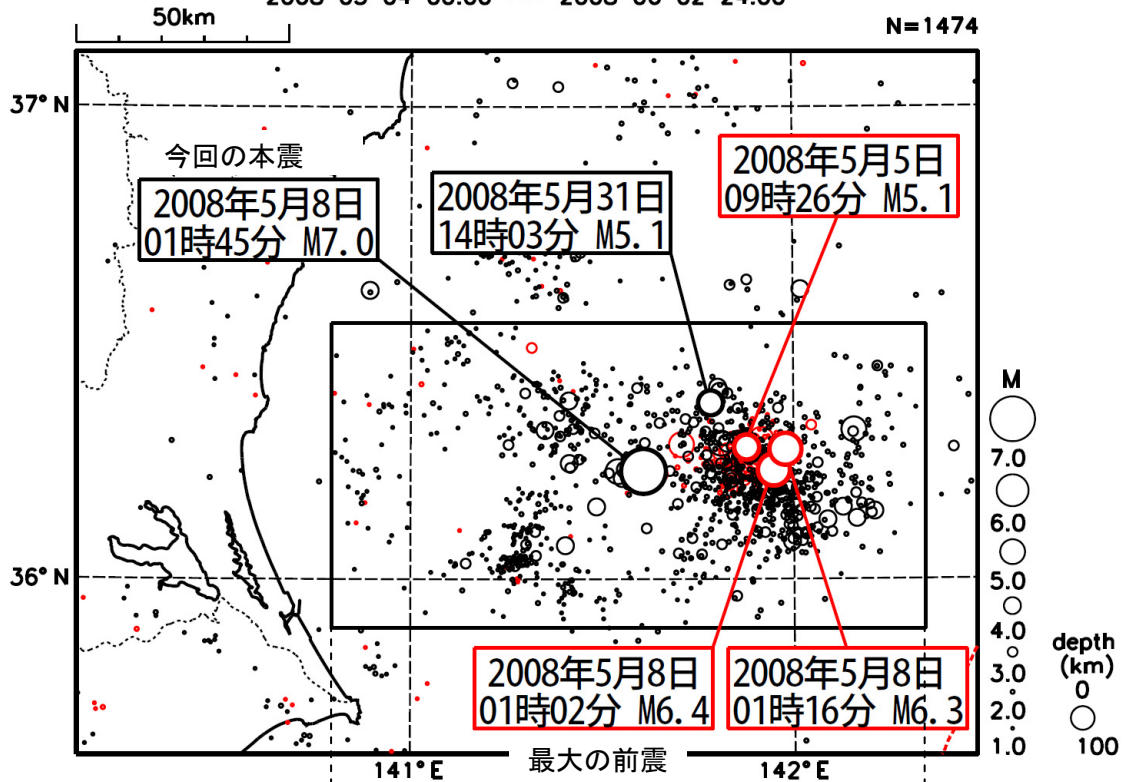 50km
N=1474
37°N
今回の本震
2008年5月8日
01時45分 M7.0
2008年5月31日
14時03分 M5.1
2008年5月5日
09時26分 M5.1
M
7.0
6.0
5.0
4.0
3.0
2.0
1.0
36°N
depth
(km)
0
100
2008年5月8日
01時02分 M6.4
2008年5月8日
01時16分 M6.3
最大の前震
141°E
142°E